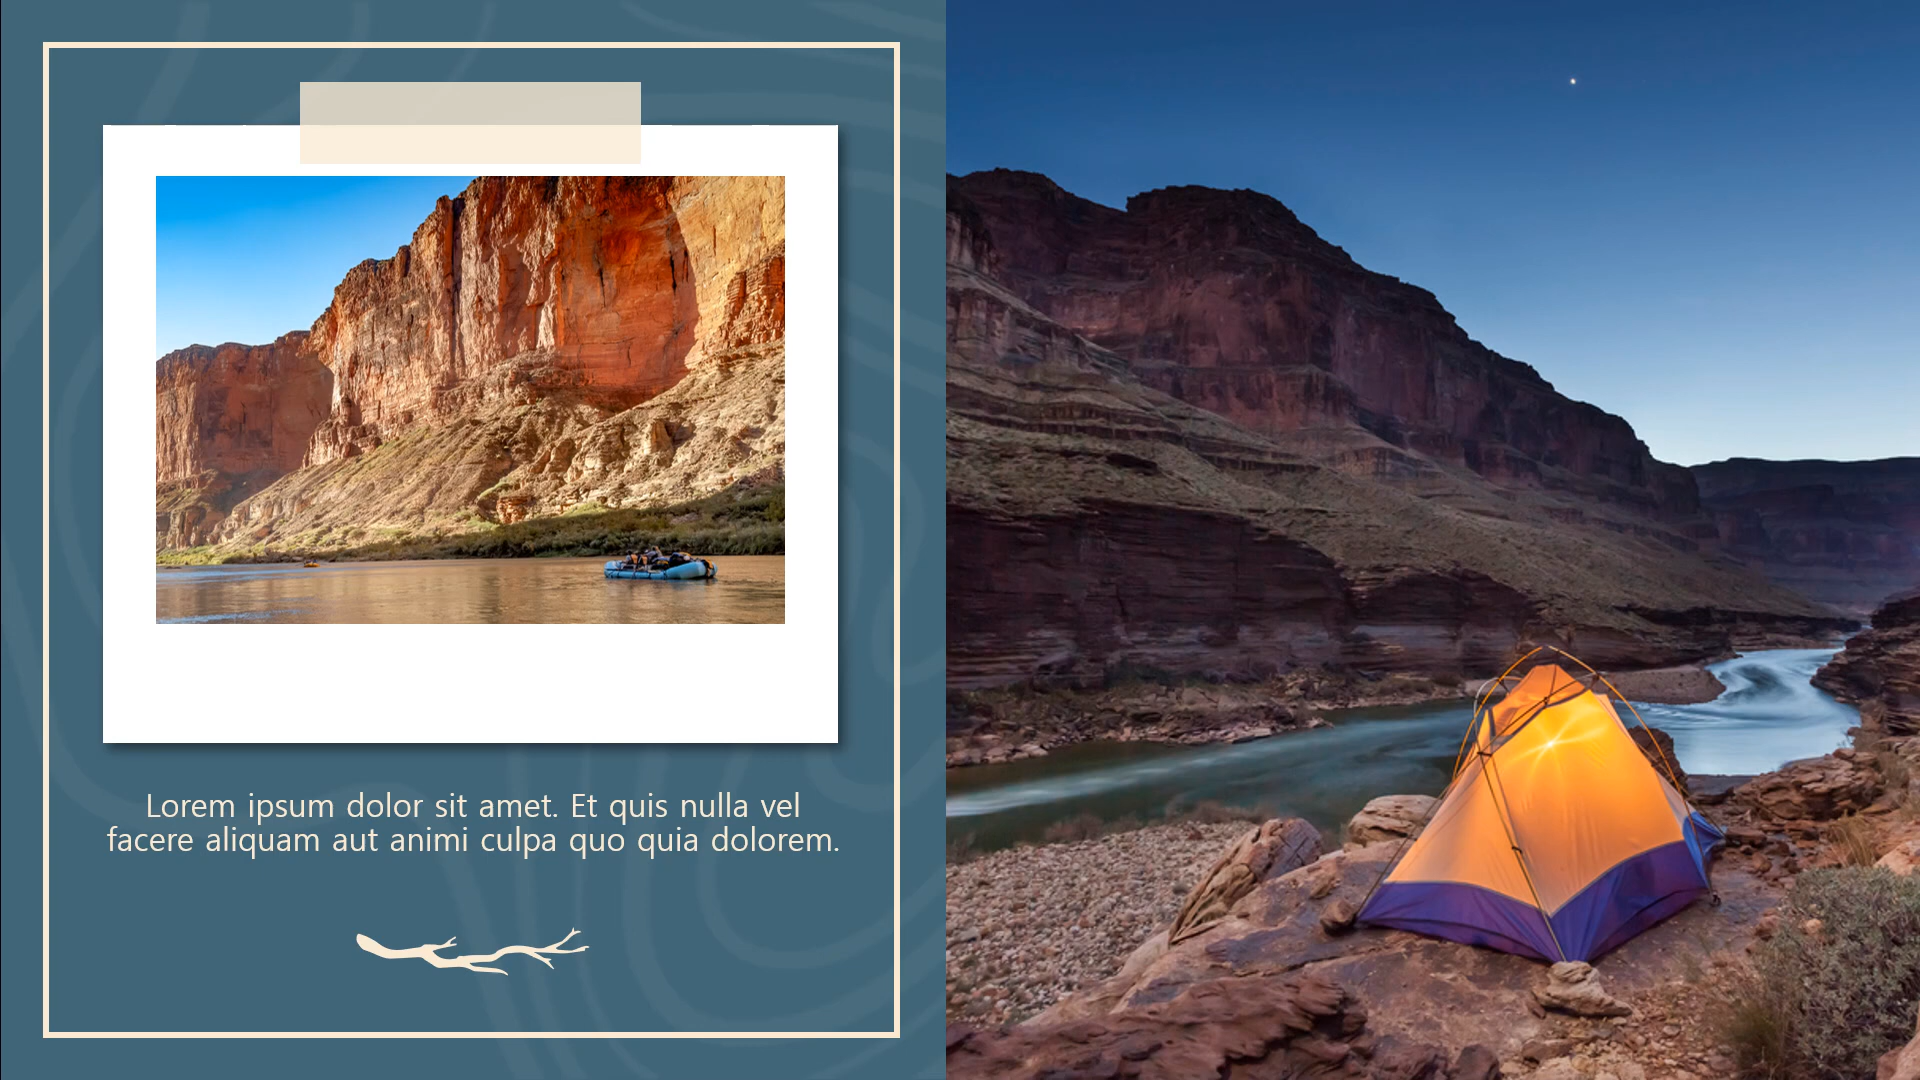 Lorem ipsum dolor sit amet. Et quis nulla vel
facere aliquam aut animi culpa quo quia dolorem.